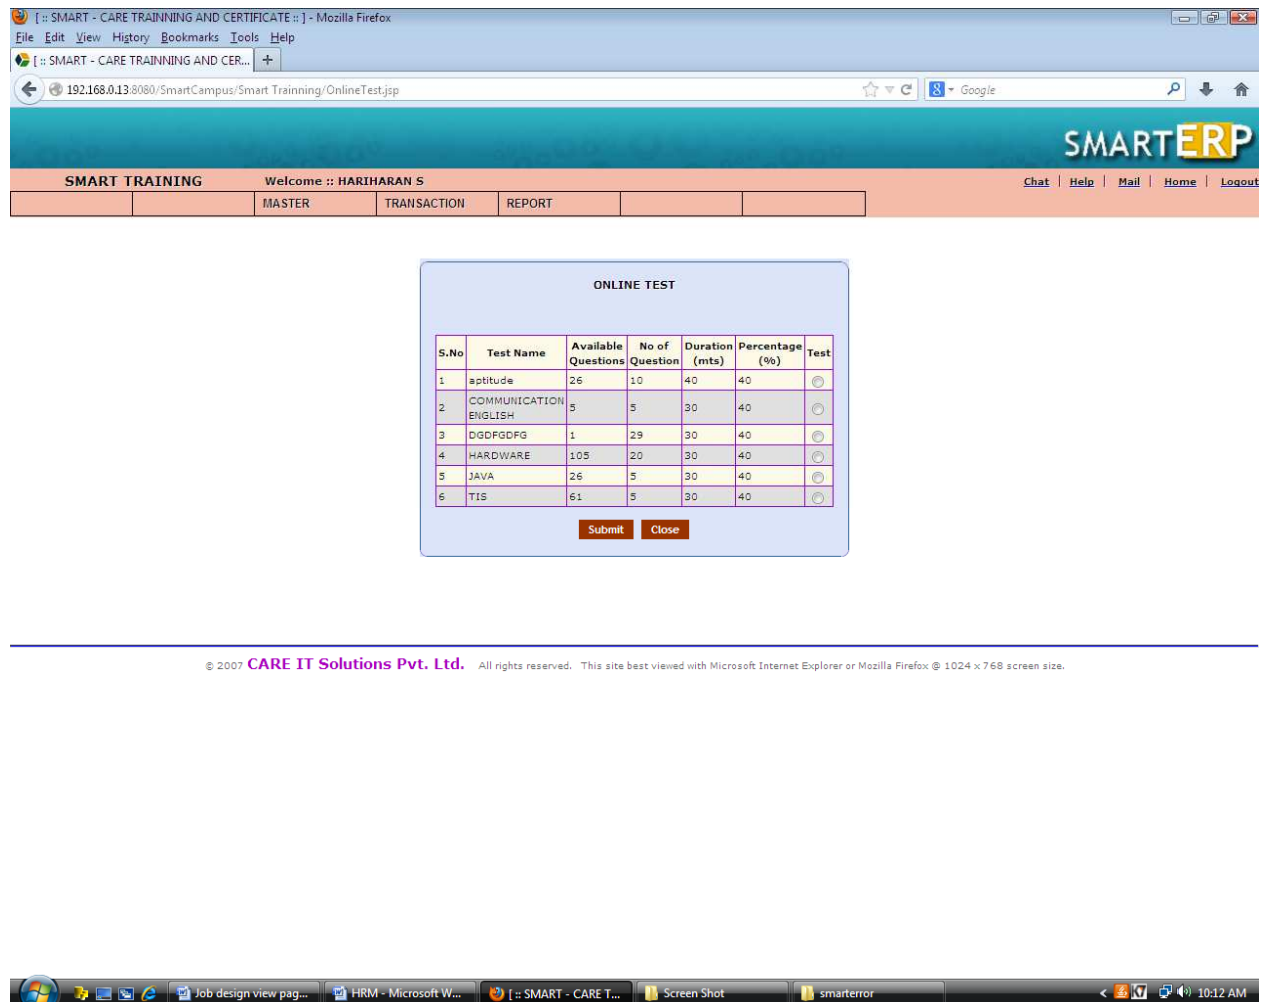 [ :: SMART - CARE TRAINNING AND CERTIFICATE :: ] - Mozilla Firefox
File Edit View History Bookmarks Tools Help
[ :: SMART - CARE TRAINNING AND CER... +
192.168.0.13:8080/SmartCampus/Smart Trainning/OnlineTest.jsp 8 Google
SMARTERP
SMART TRAINING Welcome :: HARIHARAN S Chat | Help | Mail | Home | Logout
MASTER TRANSACTION REPORT
ONLINE TEST
S.No Test Name Available Questions No of Question Duration (mts) Percentage (%) Test
1 aptitude 26 10 40 40
2 COMMUNICATION ENGLISH 5 5 30 40
3 DGDFGDFG 1 29 30 40
4 HARDWARE 105 20 30 40
5 JAVA 26 5 30 40
6 TIS 61 5 30 40
Submit Close
© 2007 CARE IT Solutions Pvt. Ltd. All rights reserved. This site best viewed with Microsoft Internet Explorer or Mozilla Firefox @ 1024 x 768 screen size.
Job design view pag... HRM - Microsoft W... [ :: SMART - CARE T... Screen Shot smarterror 10:12 AM